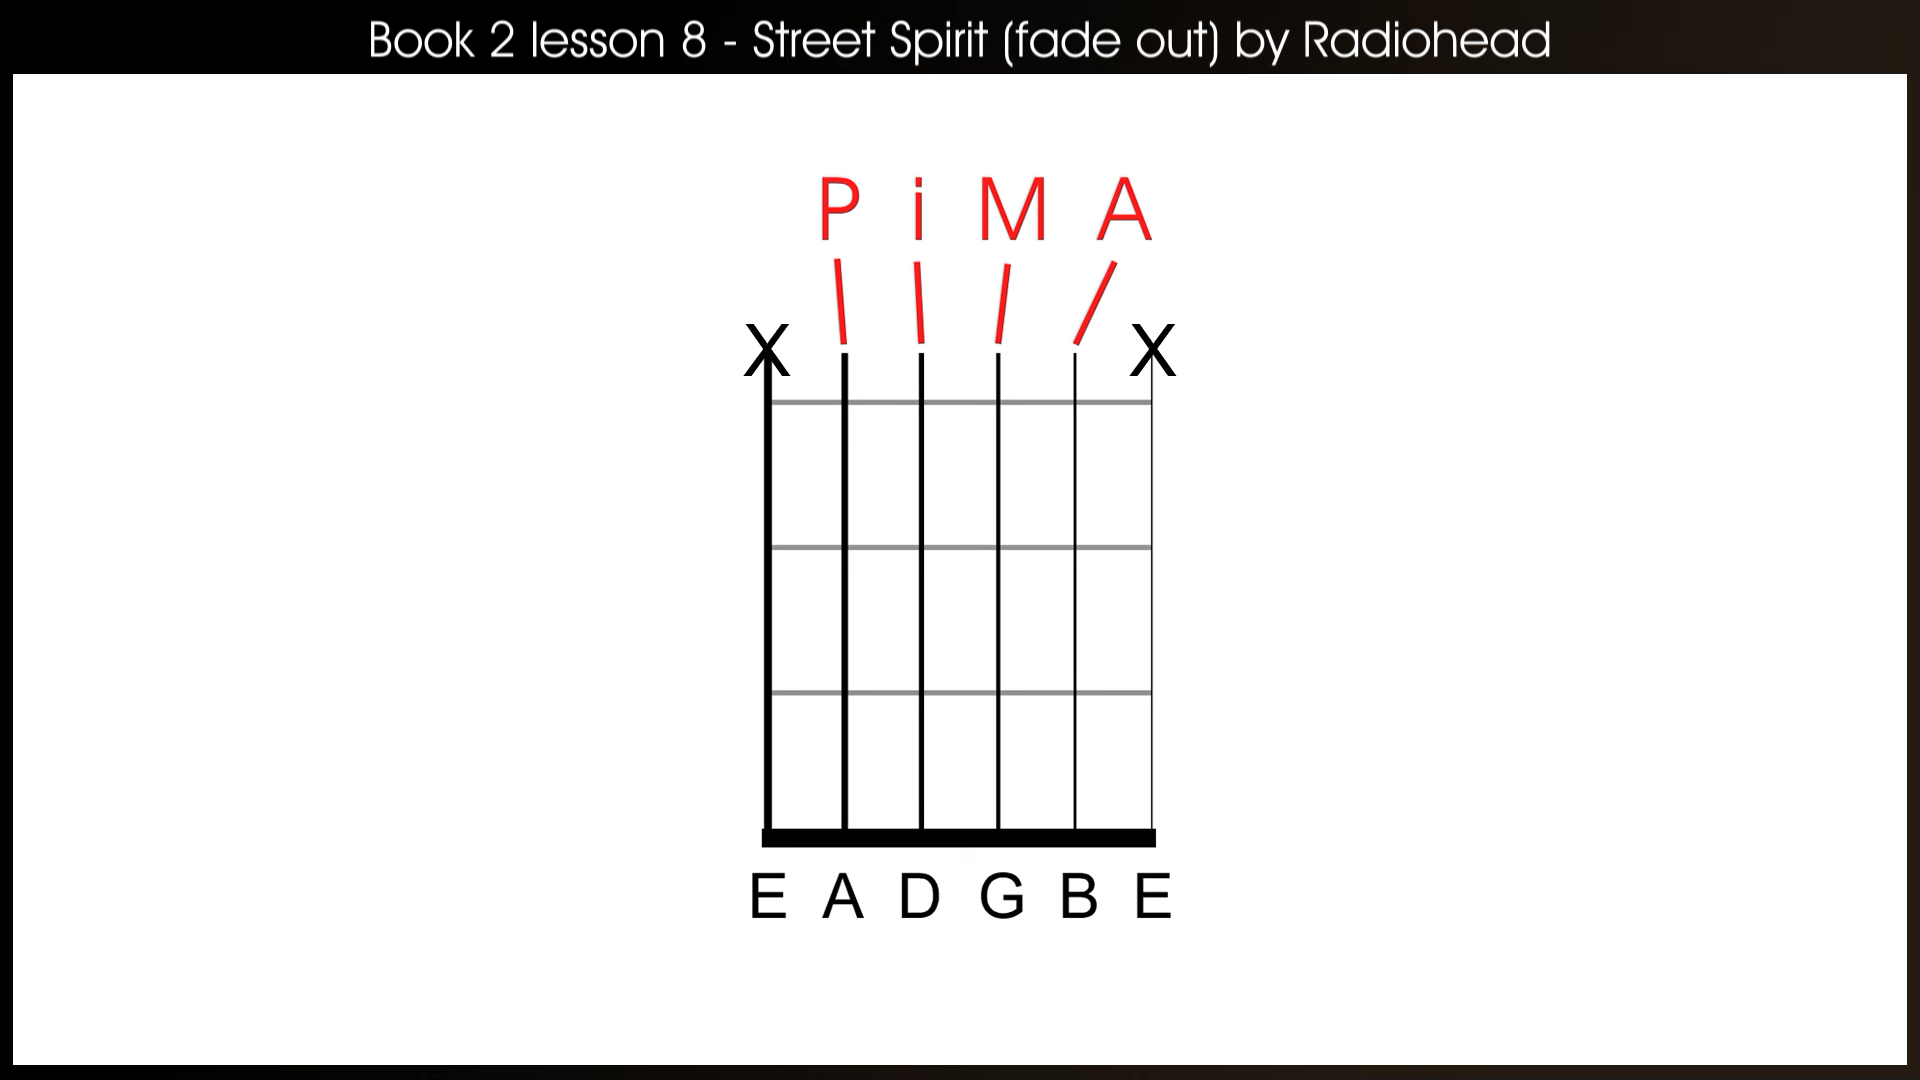 Book 2 lesson 8 - Street Spirit (fade out) by Radiohead
P i M A
X X
E A D G B E